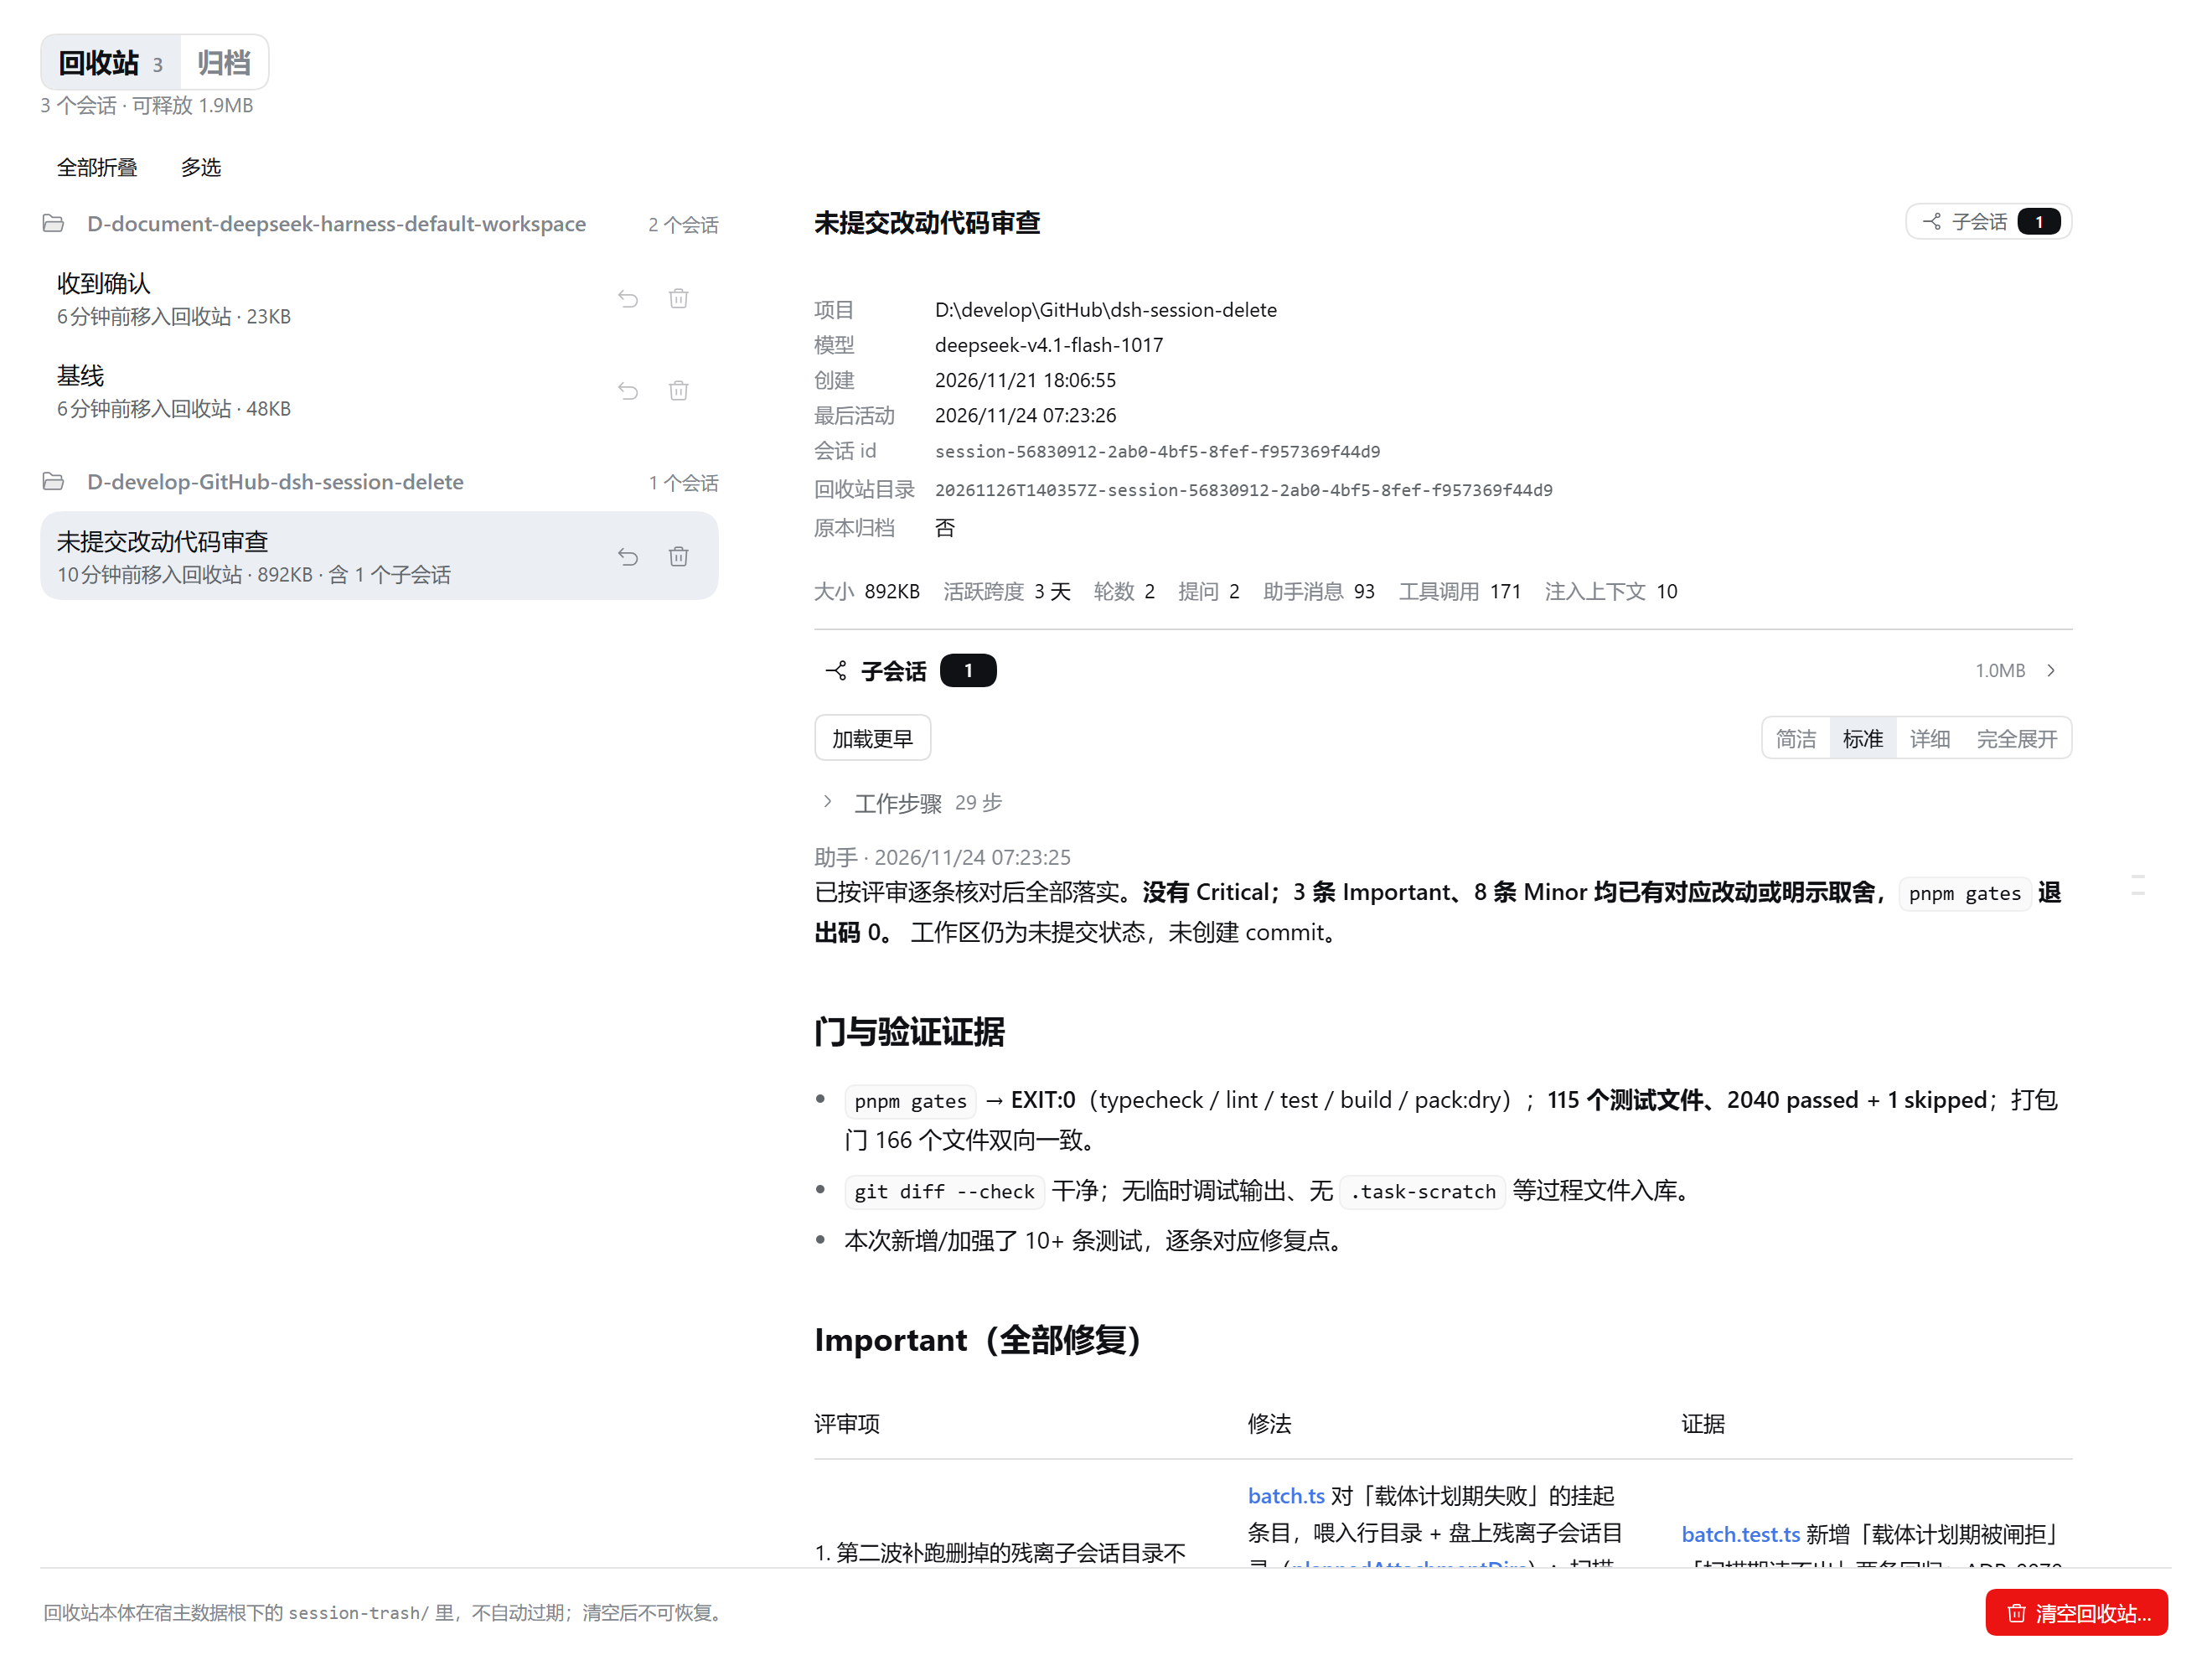 回收站 3 归档
3 个会话 · 可释放 1.9MB
全部折叠 多选
D-document-deepseek-harness-default-workspace 2 个会话
收到确认
6分钟前移入回收站 · 23KB
基线
6分钟前移入回收站 · 48KB
D-develop-GitHub-dsh-session-delete 1 个会话
未提交改动代码审查
10分钟前移入回收站 · 892KB · 含 1 个子会话
未提交改动代码审查 子会话 1
项目 D:\develop\GitHub\dsh-session-delete
模型 deepseek-v4.1-flash-1017
创建 2026/11/21 18:06:55
最后活动 2026/11/24 07:23:26
会话 id session-56830912-2ab0-4bf5-8fef-f957369f44d9
回收站目录 20261126T140357Z-session-56830912-2ab0-4bf5-8fef-f957369f44d9
原本归档 否
大小 892KB 活跃跨度 3 天 轮数 2 提问 2 助手消息 93 工具调用 171 注入上下文 10
子会话 1 1.0MB
加载更早 简洁 标准 详细 完全展开
工作步骤 29 步
助手 · 2026/11/24 07:23:25
已按评审逐条核对后全部落实。没有 Critical；3 条 Important、8 条 Minor 均已有对应改动或明示取舍，pnpm gates 退
出码 0。 工作区仍为未提交状态，未创建 commit。
门与验证证据
• pnpm gates → EXIT:0（typecheck / lint / test / build / pack:dry）；115 个测试文件、2040 passed + 1 skipped；打包
门 166 个文件双向一致。
• git diff --check 干净；无临时调试输出、无 .task-scratch 等过程文件入库。
• 本次新增/加强了 10+ 条测试，逐条对应修复点。
Important（全部修复）
评审项 修法 证据
batch.ts 对「载体计划期失败」的挂起
条目，喂入行目录 + 盘上残离子会话目
录（plannedAttachmentDirs）；扫描
1. 第二波补跑删掉的残离子会话目录不
batch.test.ts 新增「载体计划期被闸拒」
「扫描期读不出」两条回归；ADR-0070
回收站本体在宿主数据根下的 session-trash/ 里，不自动过期；清空后不可恢复。
清空回收站...